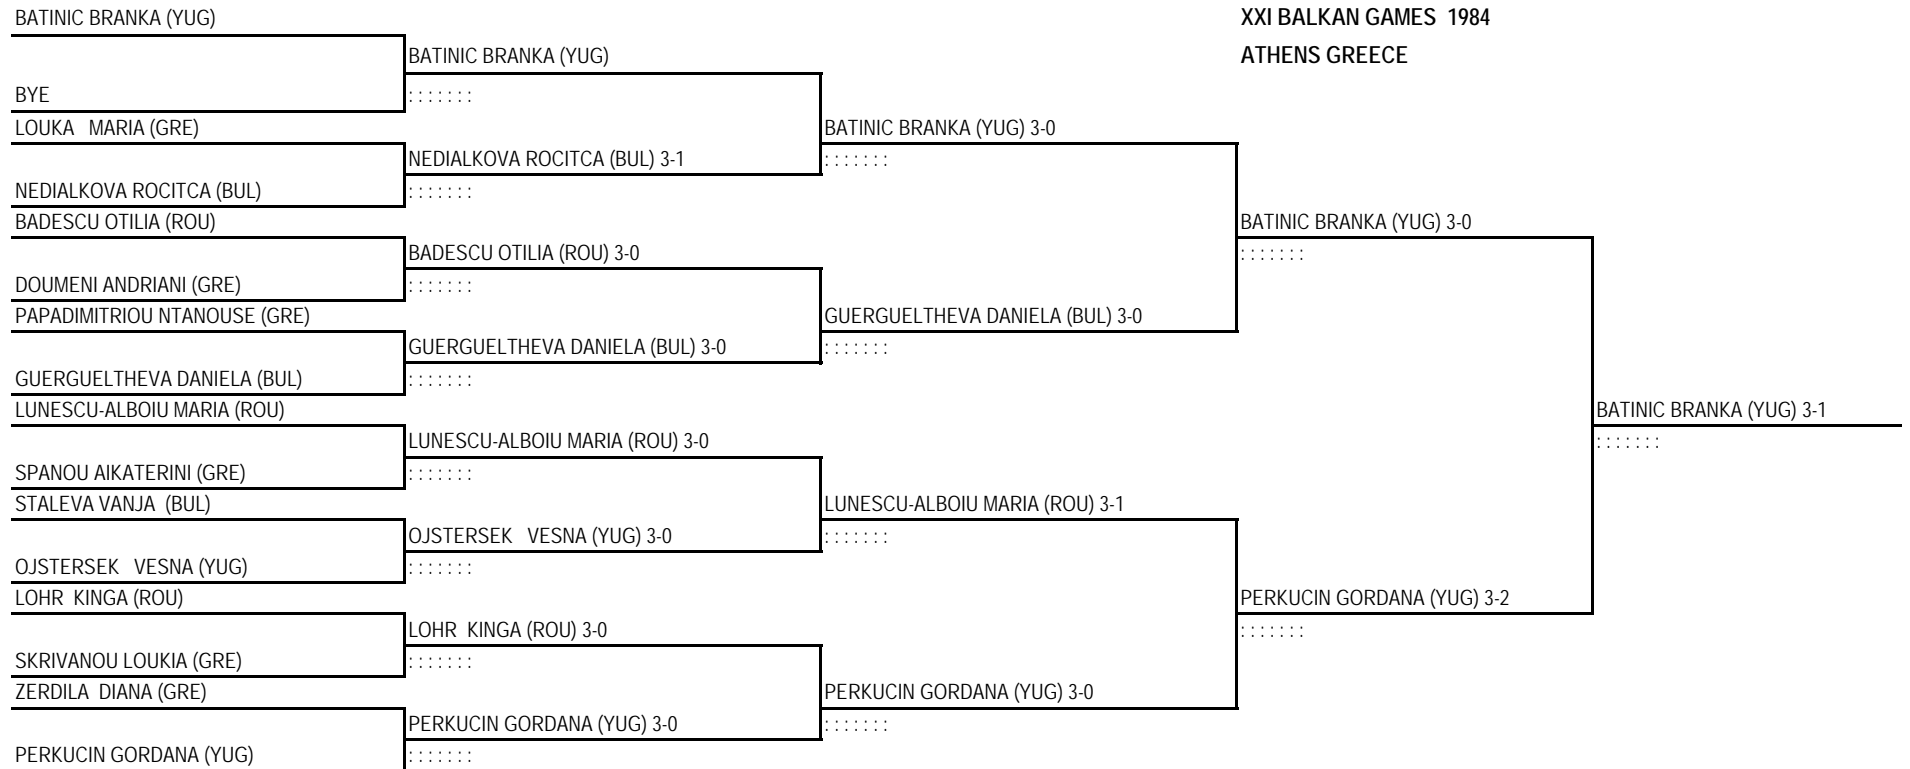 BATINIC BRANKA (YUG)
XXI BALKAN GAMES 1984
BATINIC BRANKA (YUG)
ATHENS GREECE
BYE
: : : : : : :
LOUKA MARIA (GRE)
BATINIC BRANKA (YUG) 3-0
NEDIALKOVA ROCITCA (BUL) 3-1
: : : : : : :
NEDIALKOVA ROCITCA (BUL)
: : : : : : :
BADESCU OTILIA (ROU)
BATINIC BRANKA (YUG) 3-0
BADESCU OTILIA (ROU) 3-0
: : : : : : :
DOUMENI ANDRIANI (GRE)
: : : : : : :
PAPADIMITRIOU NTANOUSE (GRE)
GUERGUELTHEVA DANIELA (BUL) 3-0
GUERGUELTHEVA DANIELA (BUL) 3-0
: : : : : : :
GUERGUELTHEVA DANIELA (BUL)
: : : : : : :
LUNESCU-ALBOIU MARIA (ROU)
BATINIC BRANKA (YUG) 3-1
LUNESCU-ALBOIU MARIA (ROU) 3-0
: : : : : : :
SPANOU AIKATERINI (GRE)
: : : : : : :
STALEVA VANJA (BUL)
LUNESCU-ALBOIU MARIA (ROU) 3-1
OJSTERSEK VESNA (YUG) 3-0
: : : : : : :
OJSTERSEK VESNA (YUG)
: : : : : : :
LOHR KINGA (ROU)
PERKUCIN GORDANA (YUG) 3-2
LOHR KINGA (ROU) 3-0
: : : : : : :
SKRIVANOU LOUKIA (GRE)
: : : : : : :
ZERDILA DIANA (GRE)
PERKUCIN GORDANA (YUG) 3-0
PERKUCIN GORDANA (YUG) 3-0
: : : : : : :
PERKUCIN GORDANA (YUG)
: : : : : : :